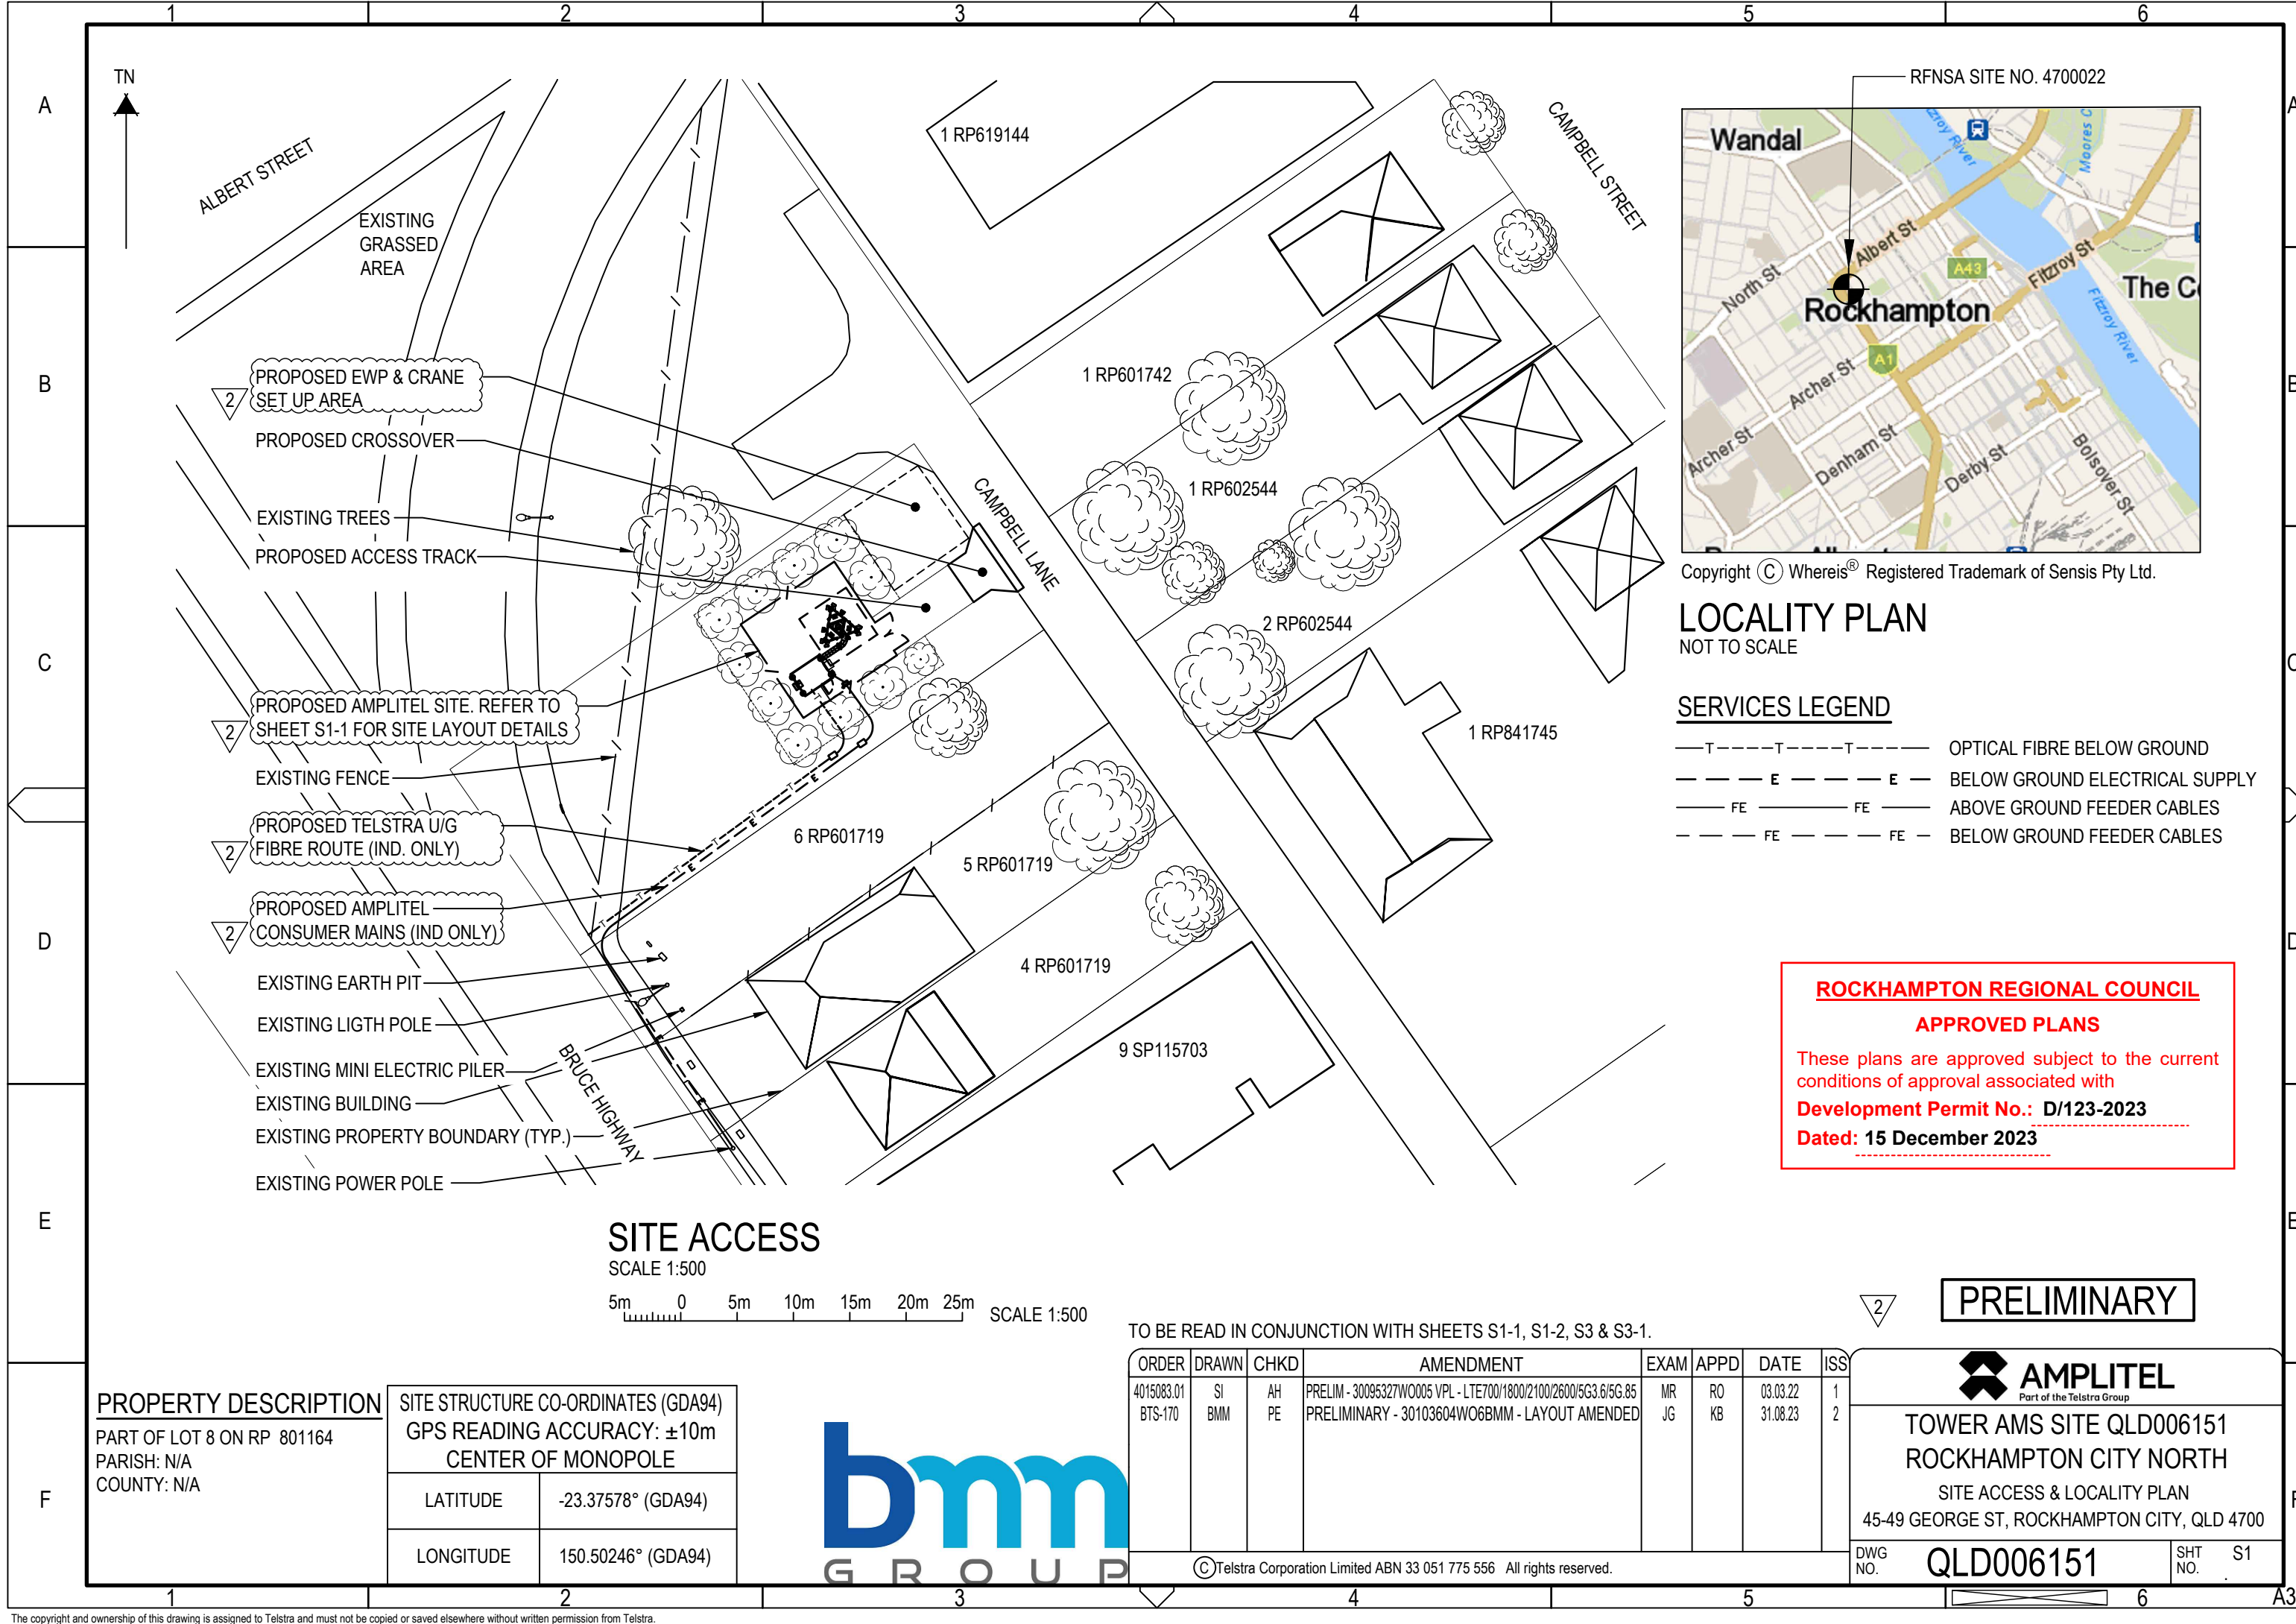 1 2 3 4 5 6
A
B
C
D
E
F
A
B
C
D
E
F
TN
ALBERT STREET
EXISTING
GRASSED
AREA
1 RP619144
CAMPBELL STREET
PROPOSED EWP & CRANE
SET UP AREA
2
PROPOSED CROSSOVER
EXISTING TREES
PROPOSED ACCESS TRACK
PROPOSED AMPLITEL SITE. REFER TO
SHEET S1-1 FOR SITE LAYOUT DETAILS
2
EXISTING FENCE
PROPOSED TELSTRA U/G
FIBRE ROUTE (IND. ONLY)
2
PROPOSED AMPLITEL
CONSUMER MAINS (IND ONLY)
2
EXISTING EARTH PIT
EXISTING LIGTH POLE
EXISTING MINI ELECTRIC PILER
EXISTING BUILDING
EXISTING PROPERTY BOUNDARY (TYP.)
EXISTING POWER POLE
BRUCE HIGHWAY
CAMPBELL LANE
1 RP601742
1 RP602544
2 RP602544
1 RP841745
6 RP601719
5 RP601719
4 RP601719
9 SP115703
E
E
E
E
SITE ACCESS
SCALE 1:500
5m 0 5m 10m 15m 20m 25m
SCALE 1:500
RFNSA SITE NO. 4700022
Wandal
Fitzroy River
Moores C
Albert St
A43
Fitzroy St
North St
Rockhampton
The C
Fitzroy River
A1
Archer St
Archer St
Denham St
Derby St
Bolsover St
Copyright © Whereis® Registered Trademark of Sensis Pty Ltd.
LOCALITY PLAN
NOT TO SCALE
SERVICES LEGEND
T T T OPTICAL FIBRE BELOW GROUND
E E BELOW GROUND ELECTRICAL SUPPLY
FE FE ABOVE GROUND FEEDER CABLES
FE FE BELOW GROUND FEEDER CABLES
ROCKHAMPTON REGIONAL COUNCIL
APPROVED PLANS
These plans are approved subject to the current
conditions of approval associated with
Development Permit No.: D/123-2023
Dated: 15 December 2023
2
PRELIMINARY
TO BE READ IN CONJUNCTION WITH SHEETS S1-1, S1-2, S3 & S3-1.
ORDER DRAWN CHKD AMENDMENT EXAM APPD DATE ISS
4015083.01 SI AH PRELIM - 30095327WO005 VPL - LTE700/1800/2100/2600/5G3.6/5G.85 MR RO 03.03.22 1
BTS-170 BMM PE PRELIMINARY - 30103604WO6BMM - LAYOUT AMENDED JG KB 31.08.23 2
© Telstra Corporation Limited ABN 33 051 775 556 All rights reserved.
PROPERTY DESCRIPTION
PART OF LOT 8 ON RP 801164
PARISH: N/A
COUNTY: N/A
SITE STRUCTURE CO-ORDINATES (GDA94)
GPS READING ACCURACY: ±10m
CENTER OF MONOPOLE
LATITUDE -23.37578° (GDA94)
LONGITUDE 150.50246° (GDA94)
bmm
GROUP
AMPLITEL
Part of the Telstra Group
TOWER AMS SITE QLD006151
ROCKHAMPTON CITY NORTH
SITE ACCESS & LOCALITY PLAN
45-49 GEORGE ST, ROCKHAMPTON CITY, QLD 4700
DWG
NO. QLD006151
SHT
NO. S1
1 2 3 4 5 6 A3
The copyright and ownership of this drawing is assigned to Telstra and must not be copied or saved elsewhere without written permission from Telstra.